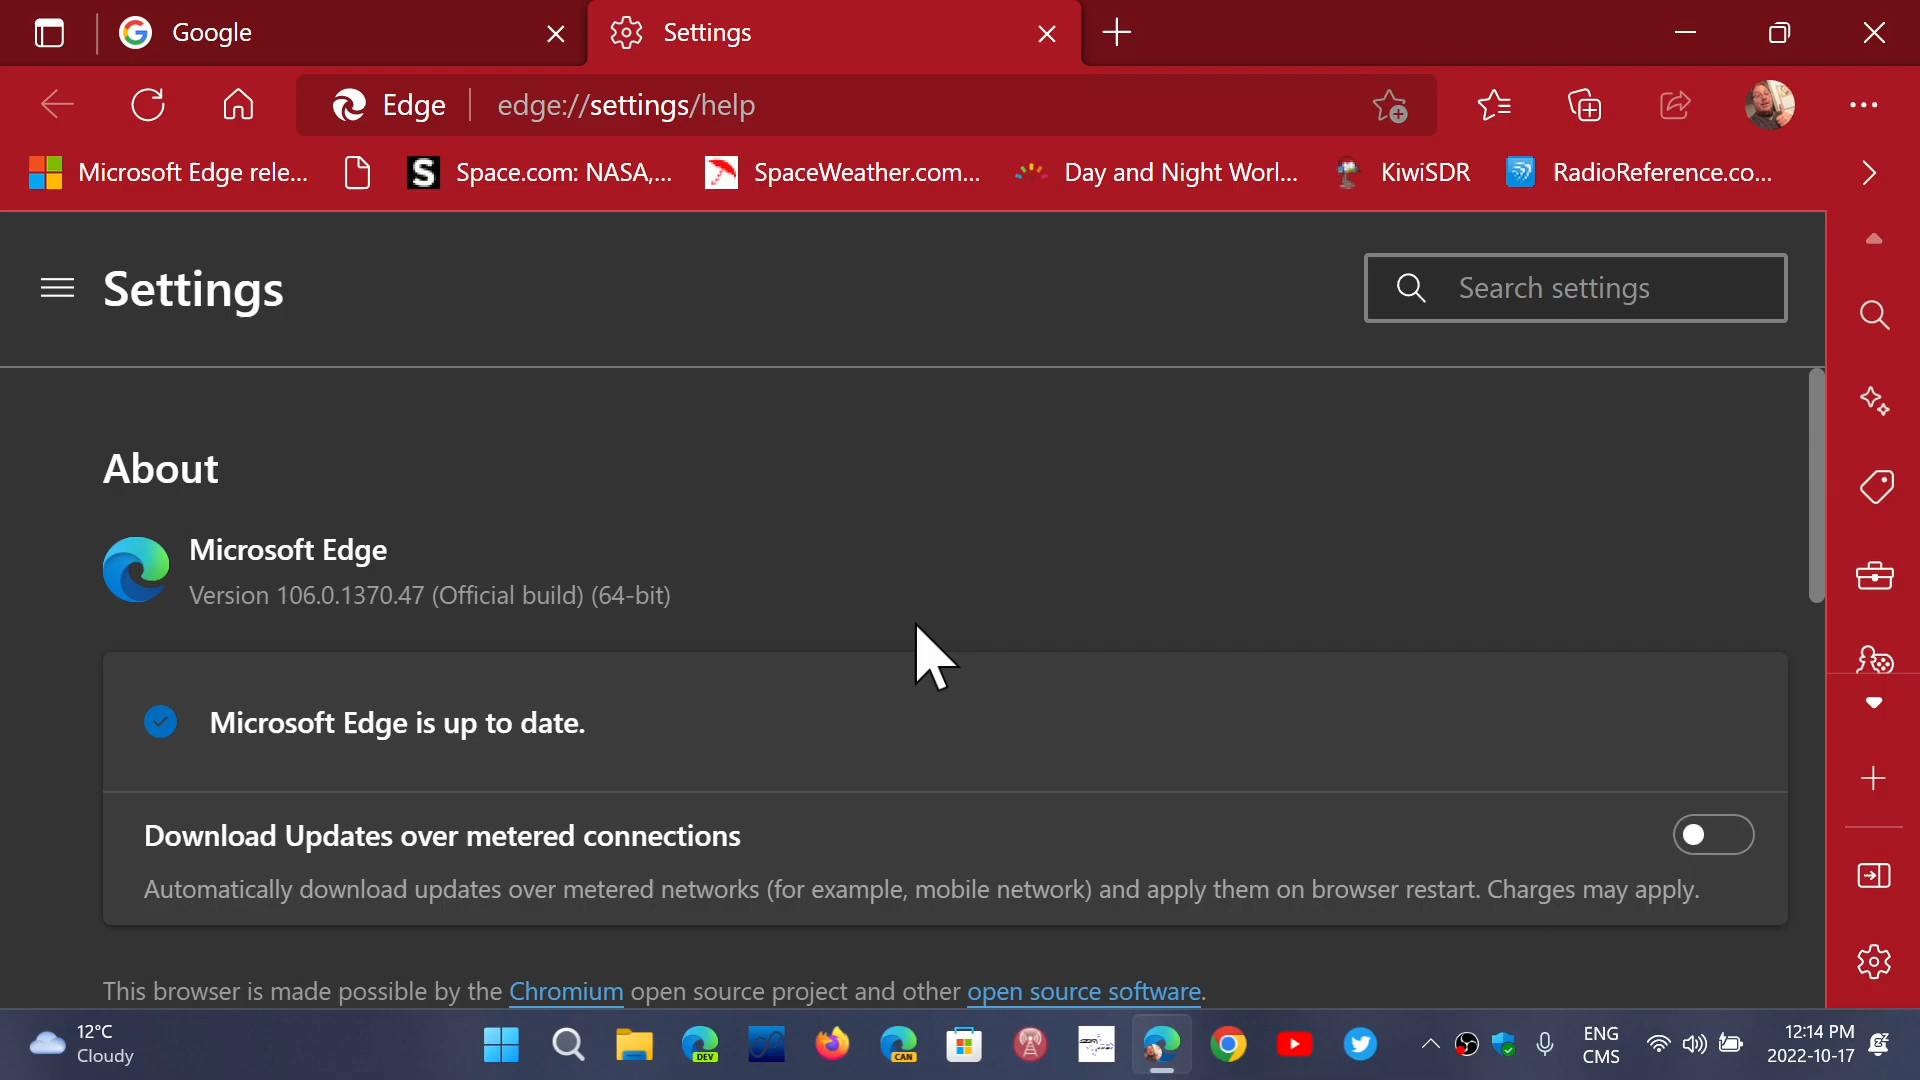 Google
Settings
Edge
edge://settings/help
Microsoft Edge rele...
S
Space.com: NASA,...
SpaceWeather.com...
Day and Night Worl...
KiwiSDR
RadioReference.co...
Settings
Search settings
About
Microsoft Edge
Version 106.0.1370.47 (Official build) (64-bit)
Microsoft Edge is up to date.
Download Updates over metered connections
Automatically download updates over metered networks (for example, mobile network) and apply them on browser restart. Charges may apply.
This browser is made possible by the Chromium open source project and other open source software.
12°C
Cloudy
DEV
CAN
ENG
CMS
12:14 PM
2022-10-17